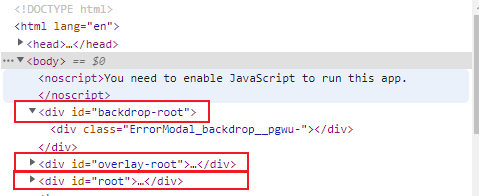 <!DOCTYPE html>
<html lang="en">
<head>…</head>
<body> == $0
<noscript>You need to enable JavaScript to run this app.
</noscript>
<div id="backdrop-root">
<div class="ErrorModal_backdrop__pgwu-"></div>
</div>
<div id="overlay-root">…</div>
<div id="root">…</div>